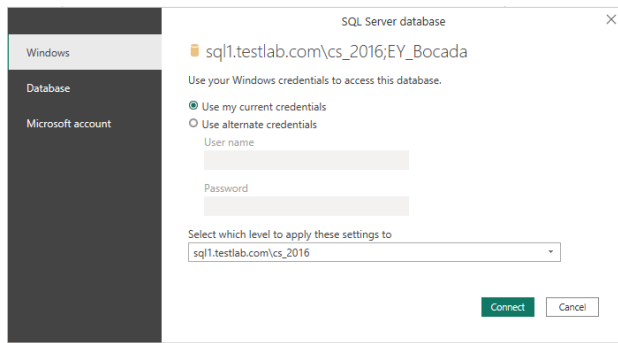 SQL Server database
Windows
Database
Microsoft account
sql1.testlab.com\cs_2016;EY_Bocada
Use your Windows credentials to access this database.
Use my current credentials
Use alternate credentials
User name
Password
Select which level to apply these settings to
sql1.testlab.com\cs_2016
Connect
Cancel